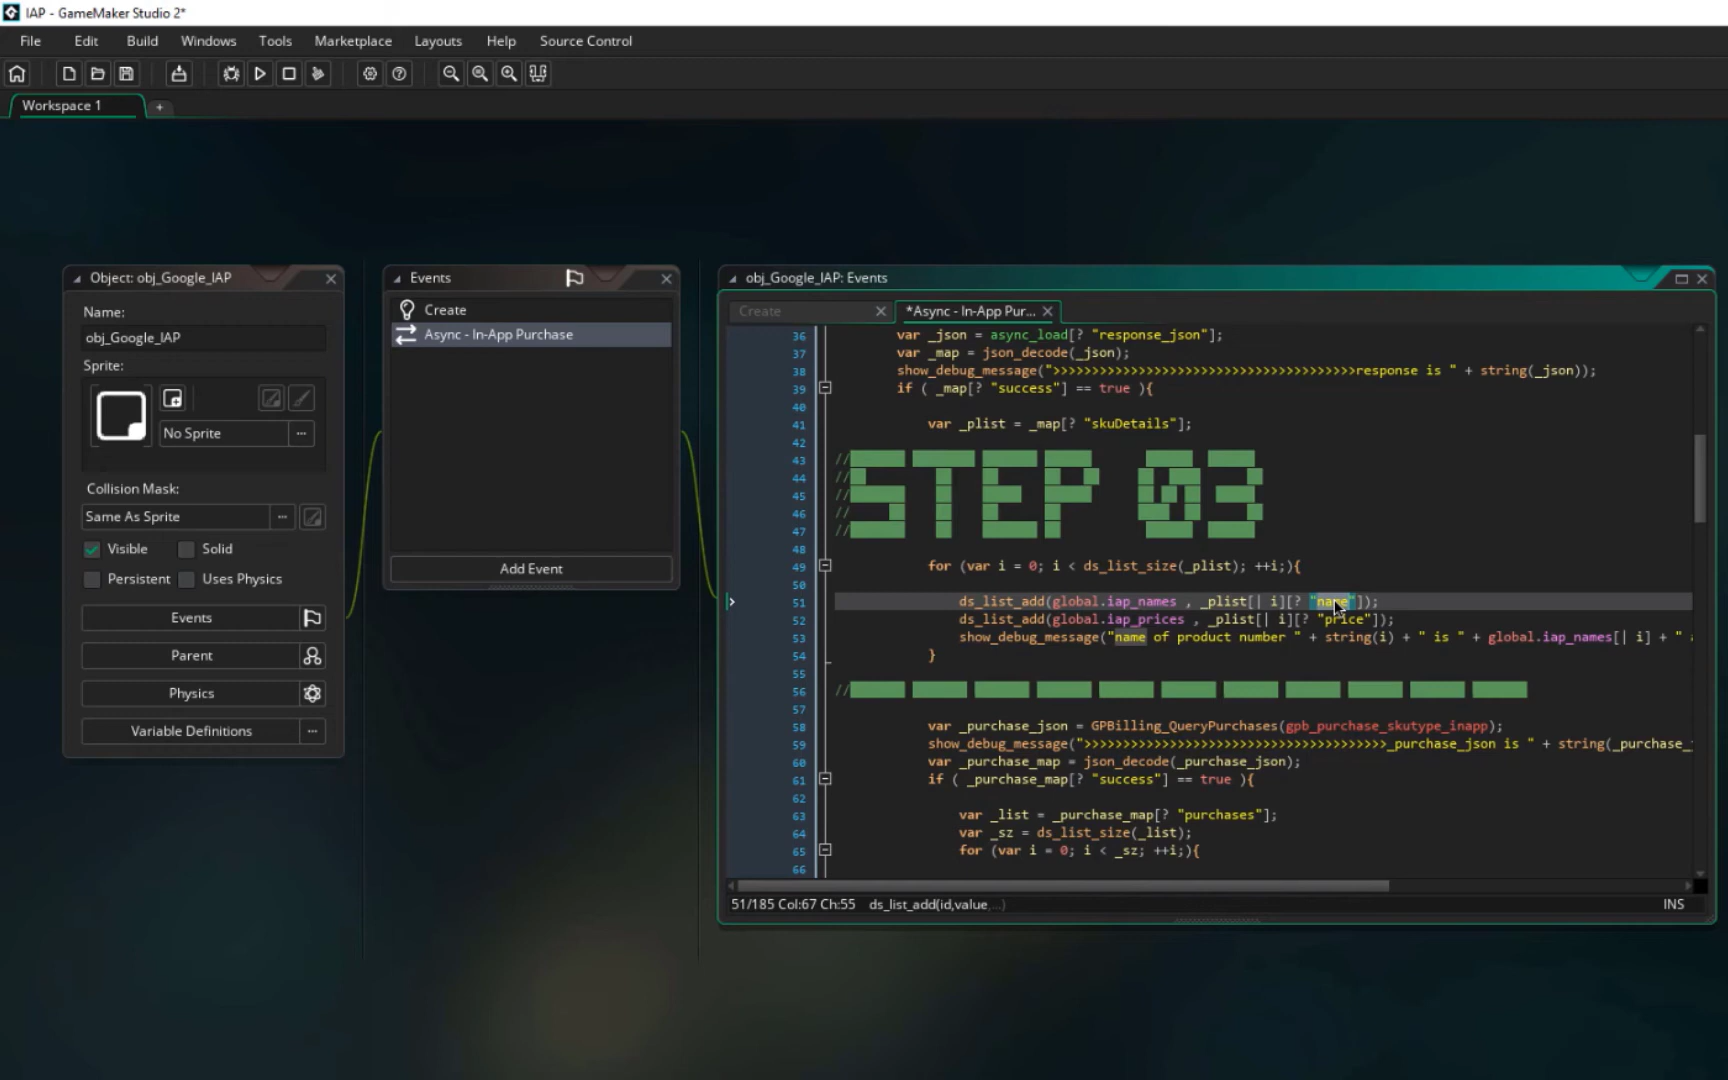 IAP - GameMaker Studio 2*
File Edit Build Windows Tools Marketplace Layouts Help Source Control
Workspace 1 +
Object: obj_Google_IAP
Name:
obj_Google_IAP
Sprite:
No Sprite ...
Collision Mask:
Same As Sprite ...
Visible Solid
Persistent Uses Physics
Events
Parent
Physics
Variable Definitions ...
Events
Create
Async - In-App Purchase
Add Event
obj_Google_IAP: Events
Create *Async - In-App Pur...
36 var _json = async_load[? "response_json"];
37 var _map = json_decode(_json);
38 show_debug_message(">>>>>>>>>>>>>>>>>>>>>>>>>>>>>>>>>>>>>>>response is " + string(_json));
39 if ( _map[? "success"] == true ){
40
41 var _plist = _map[? "skuDetails"];
42
43 //
44 //
45 // STEP 03
46 //
47 //
48
49 for (var i = 0; i < ds_list_size(_plist); ++i;){
50
51 ds_list_add(global.iap_names , _plist[| i][? "name"]);
52 ds_list_add(global.iap_prices , _plist[| i][? "price"]);
53 show_debug_message("name of product number " + string(i) + " is " + global.iap_names[| i] + "
54 }
55
56 //
57
58 var _purchase_json = GPBilling_QueryPurchases(gpb_purchase_skutype_inapp);
59 show_debug_message(">>>>>>>>>>>>>>>>>>>>>>>>>>>>>>>>>>>>>>>_purchase_json is " + string(_purchase_
60 var _purchase_map = json_decode(_purchase_json);
61 if ( _purchase_map[? "success"] == true ){
62
63 var _list = _purchase_map[? "purchases"];
64 var _sz = ds_list_size(_list);
65 for (var i = 0; i < _sz; ++i;){
66
51/185 Col:67 Ch:55 ds_list_add(id,value,...) INS